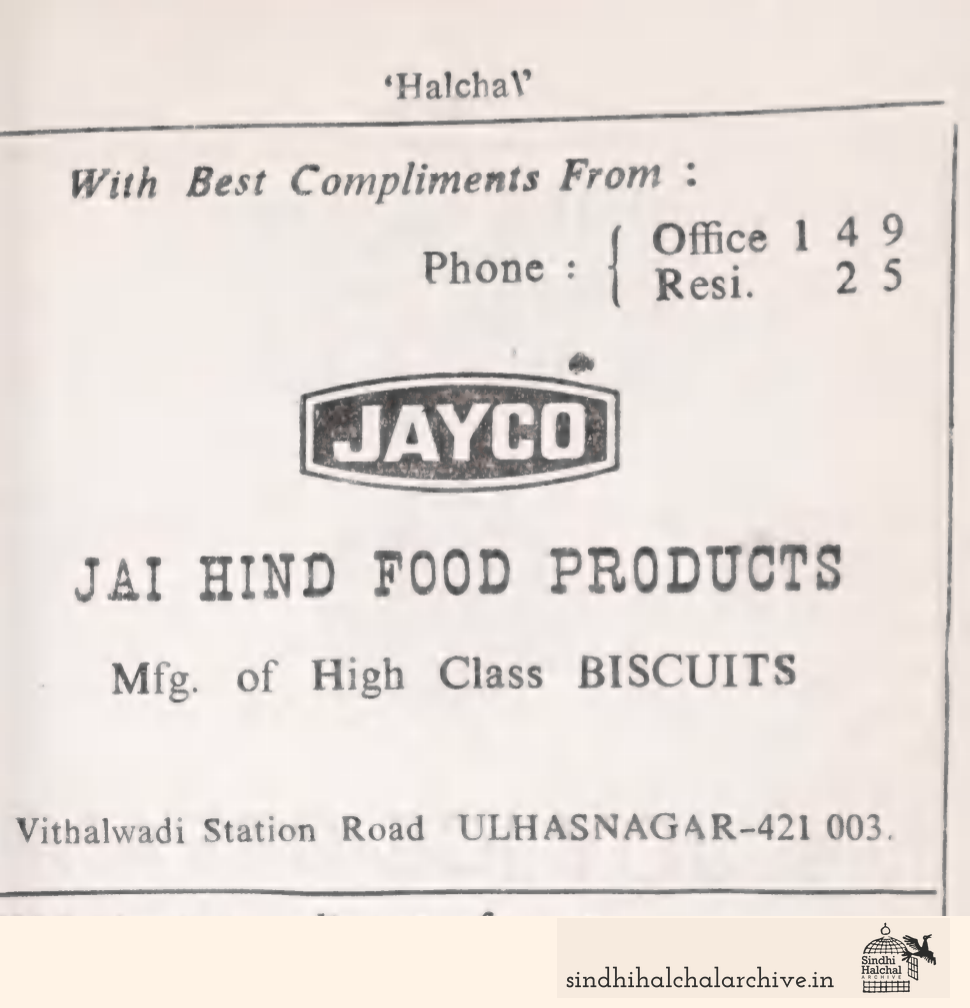 ‘Halchal’
With Best Compliments From :
Phone : { Office 1 4 9
Resi. 2 5
JAYCO
JAI HIND FOOD PRODUCTS
Mfg. of High Class BISCUITS
Vithalwadi Station Road ULHASNAGAR-421 003.
sindhihalchalarchive.in
Sindhi
Halchal
ARCHIVE